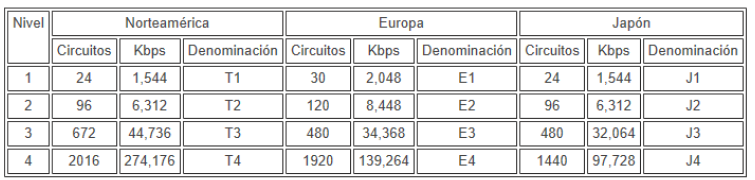 Nivel Norteamérica Europa Japón
Circuitos Kbps Denominación Circuitos Kbps Denominación Circuitos Kbps Denominación
1 24 1,544 T1 30 2,048 E1 24 1,544 J1
2 96 6,312 T2 120 8,448 E2 96 6,312 J2
3 672 44,736 T3 480 34,368 E3 480 32,064 J3
4 2016 274,176 T4 1920 139,264 E4 1440 97,728 J4